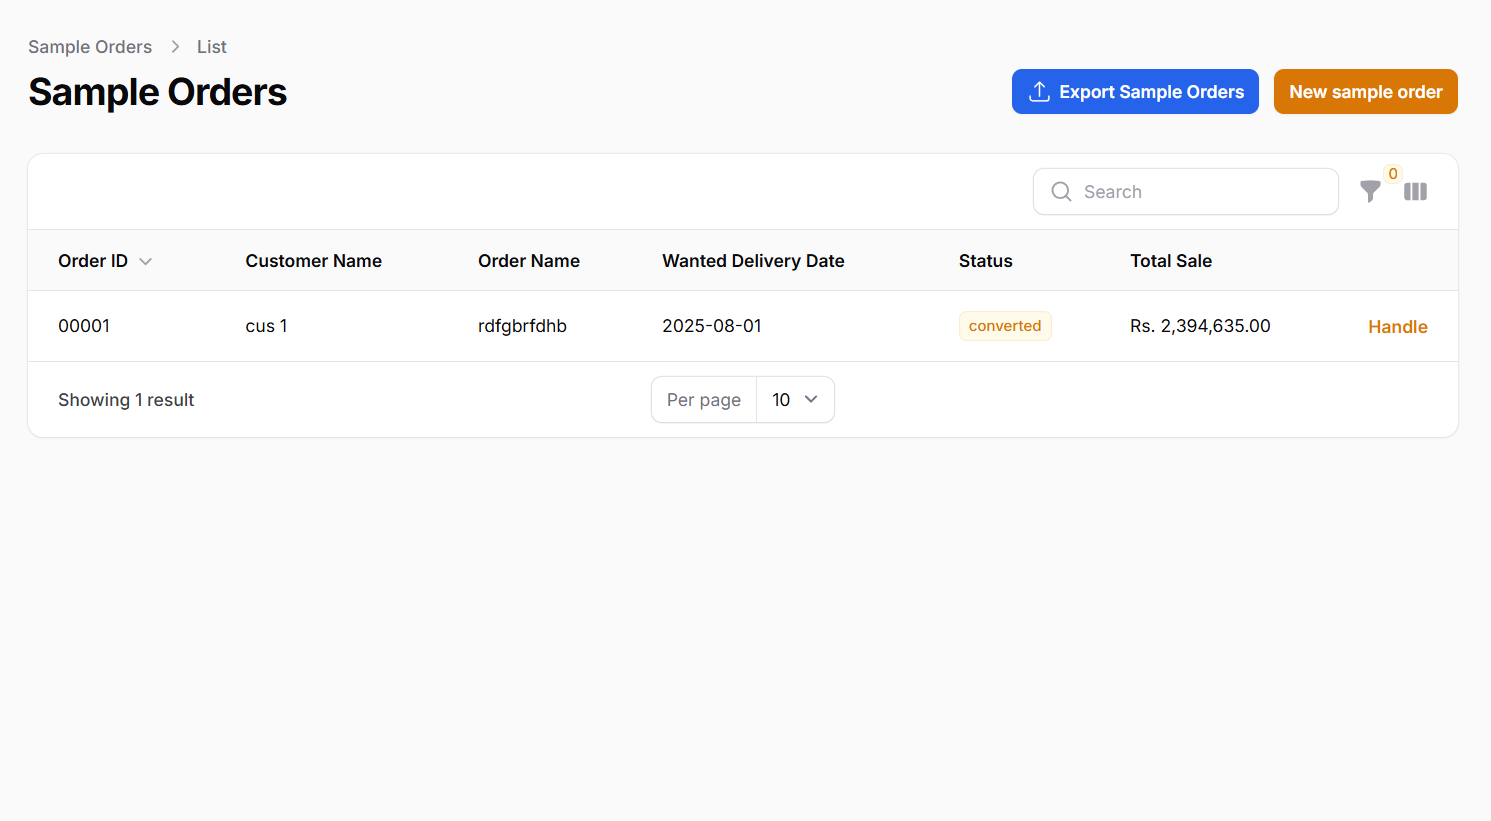 Sample Orders > List
Sample Orders
Export Sample Orders
New sample order
Search
0
Order ID Customer Name Order Name Wanted Delivery Date Status Total Sale
00001 cus 1 rdfgbrfdhb 2025-08-01 converted Rs. 2,394,635.00 Handle
Showing 1 result Per page 10